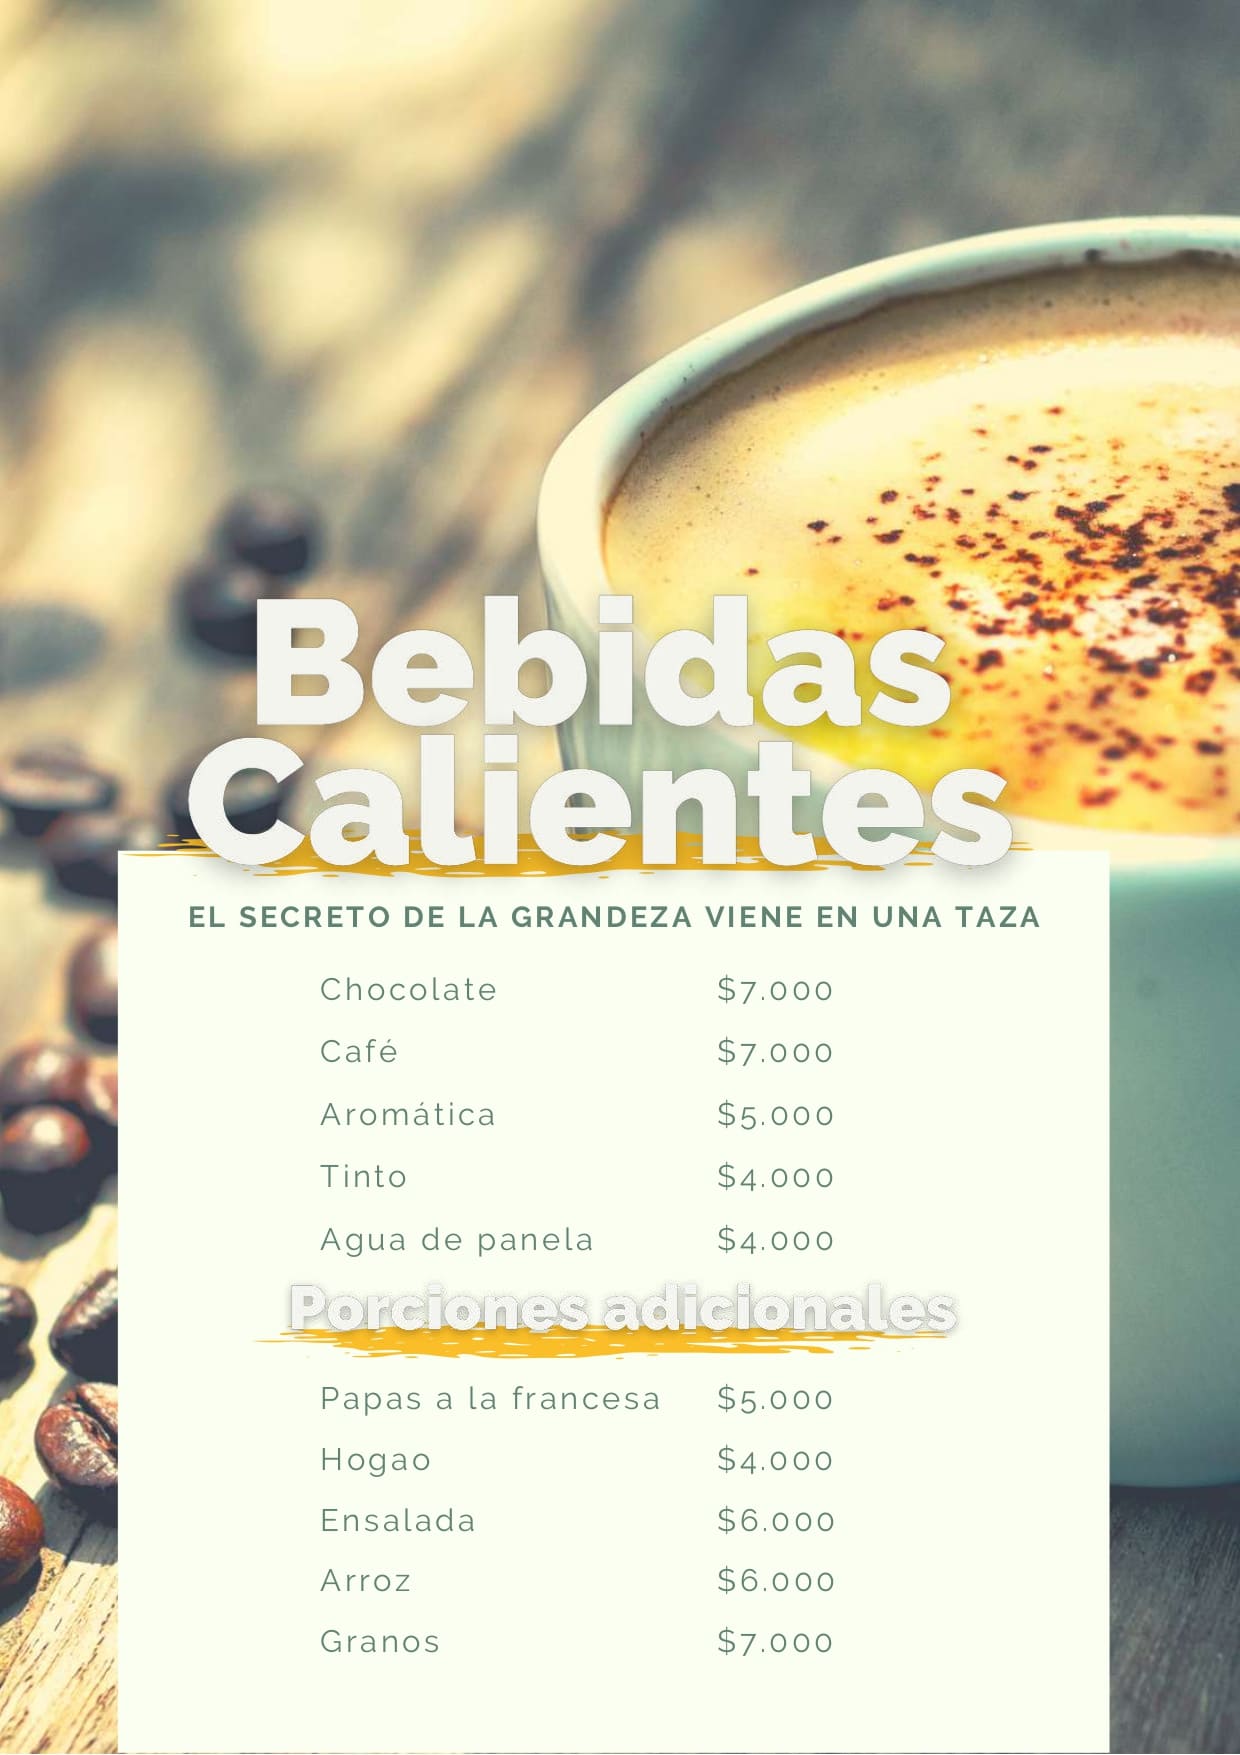 Bebidas
Calientes
EL SECRETO DE LA GRANDEZA VIENE EN UNA TAZA
Chocolate $7.000
Café $7.000
Aromática $5.000
Tinto $4.000
Agua de panela $4.000
Porciones adicionales
Papas a la francesa $5.000
Hogao $4.000
Ensalada $6.000
Arroz $6.000
Granos $7.000